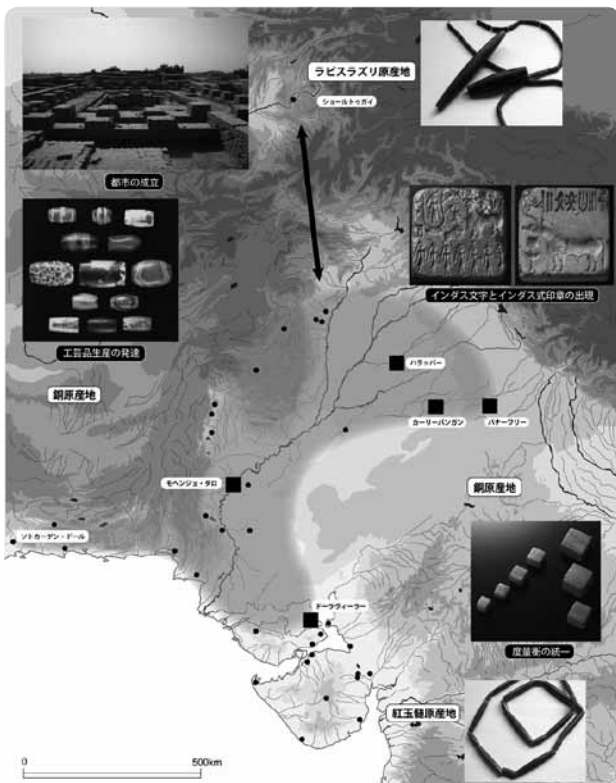 ラピスラズリ原産地
ショールトゥガイ
都市の成立
インダス文字とインダス式印章の出現
工芸品生産の発達
銅原産地
ハラッパー
カーリーバンガン
バナーワリー
モヘンジョ・ダロ
銅原産地
ソトカーゲン・ドール
ドーラヴィーラー
度量衡の統一
紅玉髄原産地
0
500km